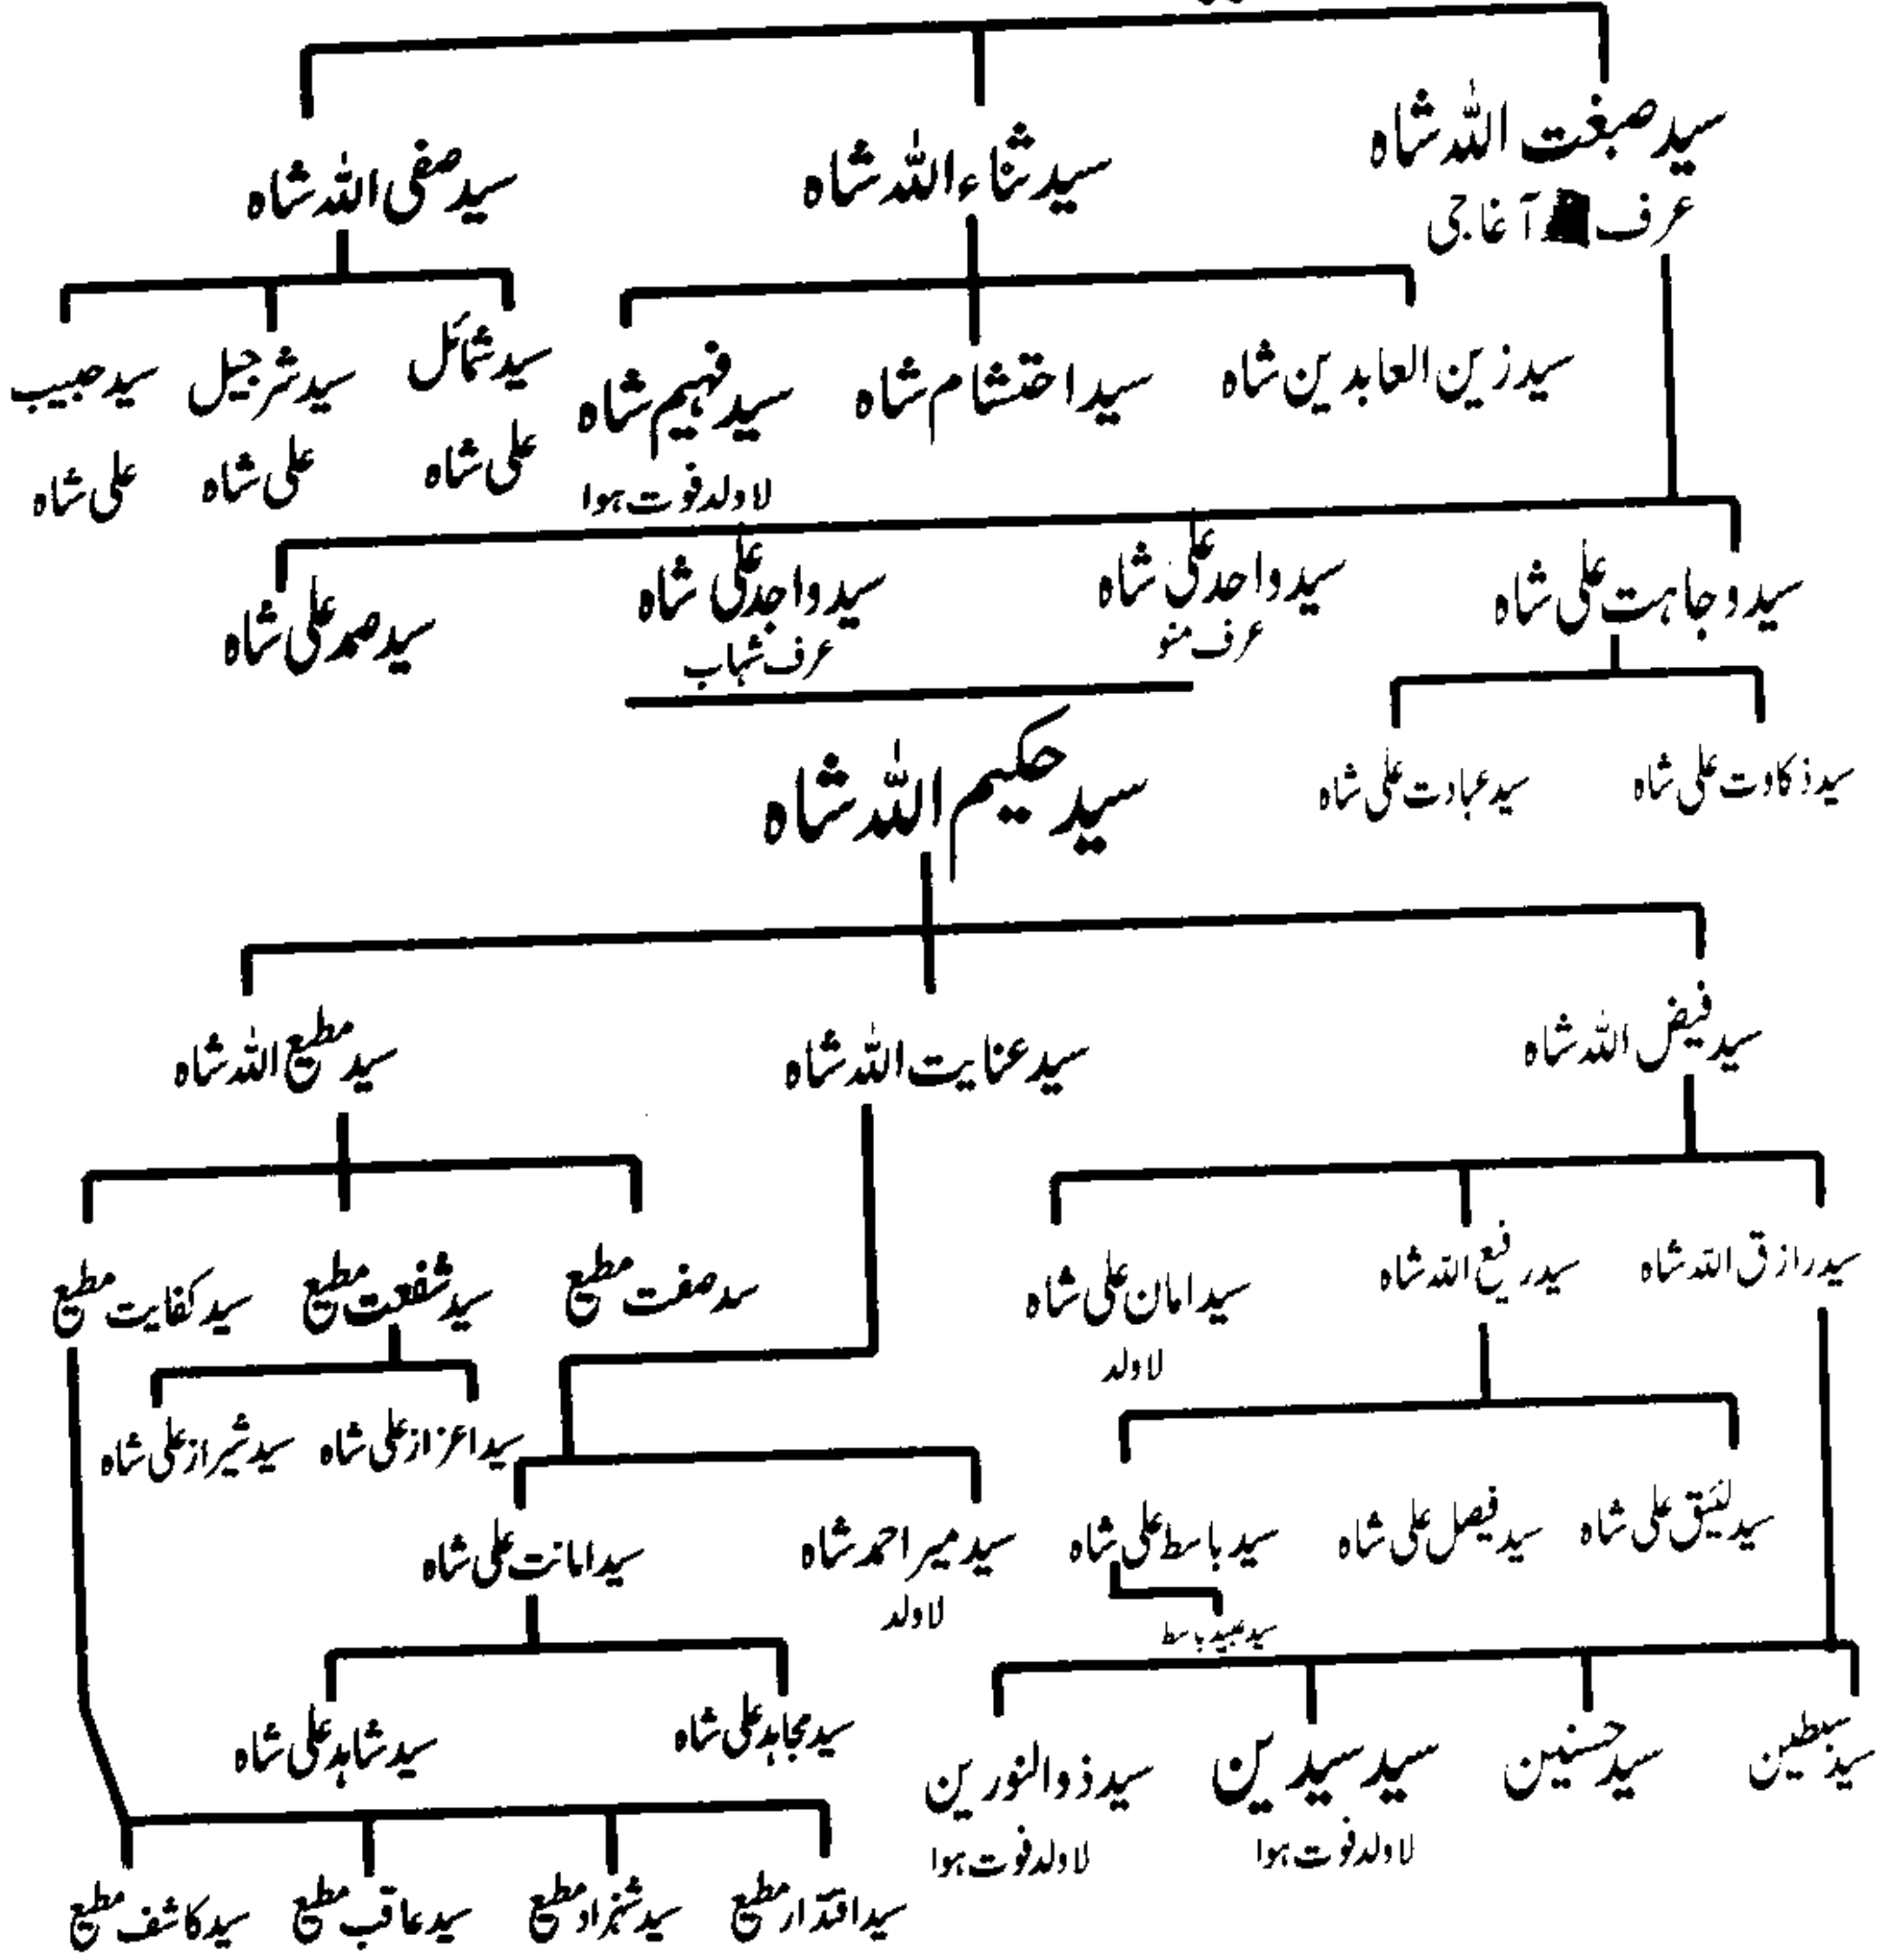 سید صبغت اللہ شاہ
عرف آغا جی
سید ثناء اللہ شاہ
سید صفی اللہ شاہ
سید زین العابدین شاہ
سید احتشام شاہ
سید فہیم شاہ
لاولد فوت ہوا
سید شمائل
علی شاہ
سید شرجیل
علی شاہ
سید حبیب
علی شاہ
سید وجاہت علی شاہ
سید واحد علی شاہ
عرف منو
سید واجد علی شاہ
عرف شہاب
سید صمد علی شاہ
سید ذکاوت علی شاہ
سید عبادت علی شاہ
سید حکیم اللہ شاہ
سید فیض اللہ شاہ
سید عنایت اللہ شاہ
سید مطیع اللہ شاہ
سید رازق اللہ شاہ
سید رفیع اللہ شاہ
سید امان علی شاہ
لاولد
سید صفت مطیع
سید شفعت مطیع
سید کفایت مطیع
سید اعزاز علی شاہ
سید شیراز علی شاہ
سید لئیق علی شاہ
سید فیصل علی شاہ
سید باسط علی شاہ
سید عبید باسط
سید میر احمد شاہ
لاولد
سید امانت علی شاہ
سید مجاہد علی شاہ
سید شاہد علی شاہ
سید سبطین
سید حسنین
سید سیدین
لاولد فوت ہوا
سید ذوالنورین
لاولد فوت ہوا
سید اقتدار مطیع
سید شہزاد مطیع
سید عاقب مطیع
سید کاشف مطیع